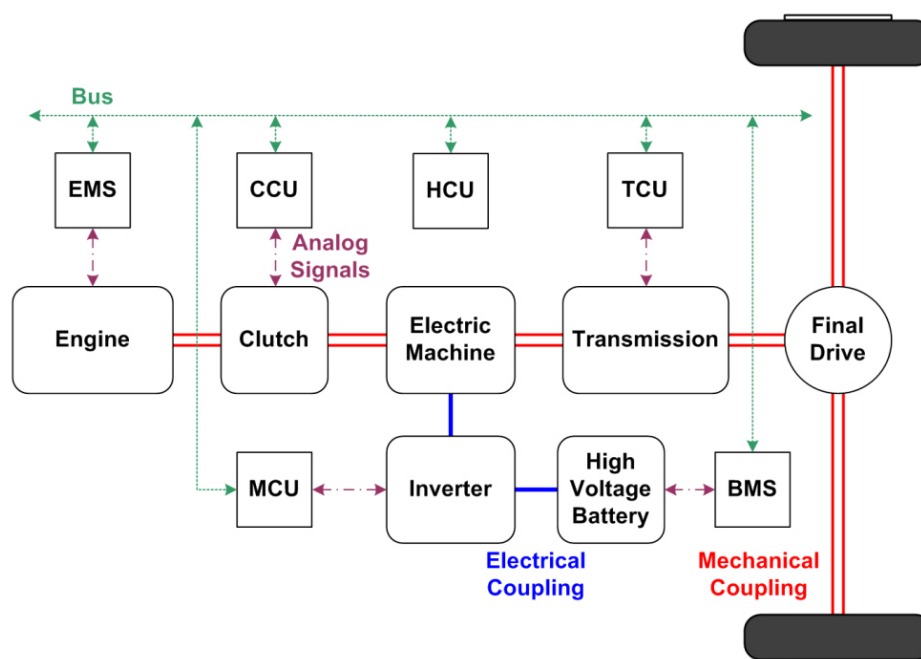 Bus
EMS
CCU
HCU
TCU
Analog
Signals
Engine
Clutch
Electric
Machine
Transmission
Final
Drive
MCU
Inverter
High
Voltage
Battery
BMS
Electrical
Coupling
Mechanical
Coupling